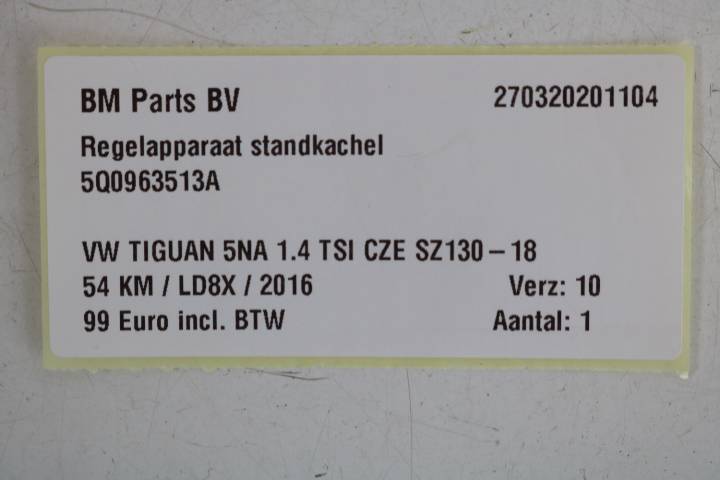 BM Parts BV 270320201104
Regelapparaat standkachel
5Q0963513A
VW TIGUAN 5NA 1.4 TSI CZE SZ130 – 18
54 KM / LD8X / 2016 Verz: 10
99 Euro incl. BTW Aantal: 1